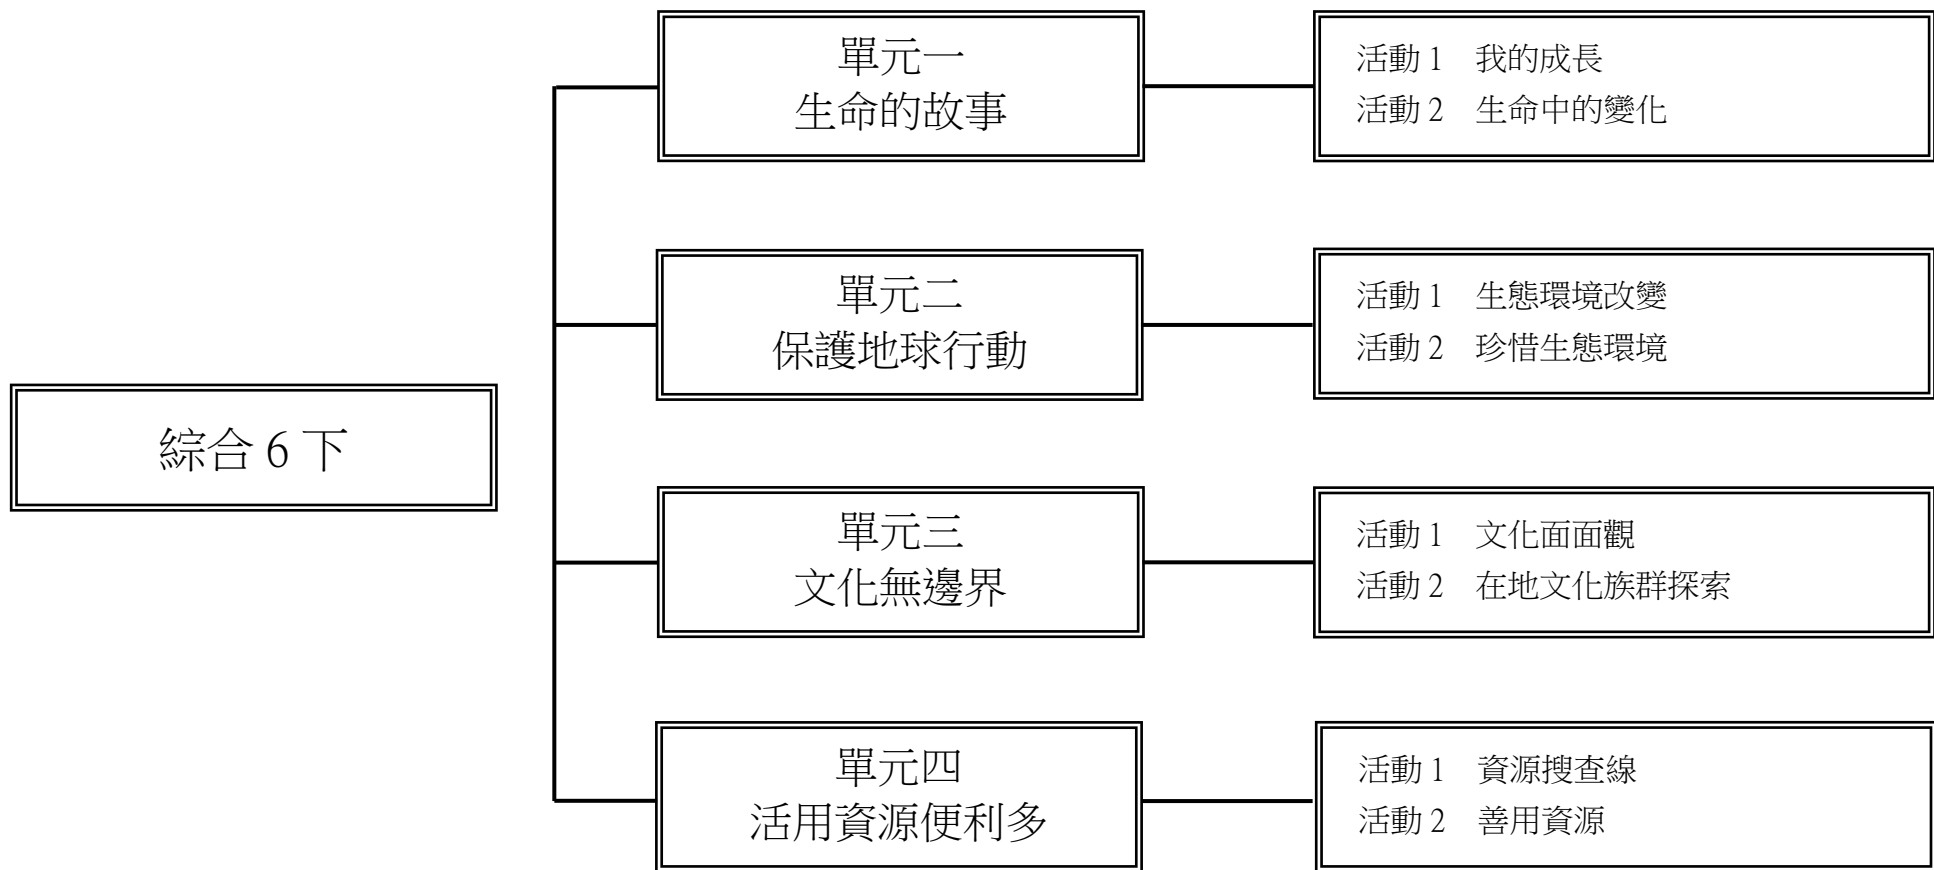 綜合 6 下
單元一
生命的故事
活動 1 我的成長
活動 2 生命中的變化
單元二
保護地球行動
活動 1 生態環境改變
活動 2 珍惜生態環境
單元三
文化無邊界
活動 1 文化面面觀
活動 2 在地文化族群探索
單元四
活用資源便利多
活動 1 資源搜查線
活動 2 善用資源